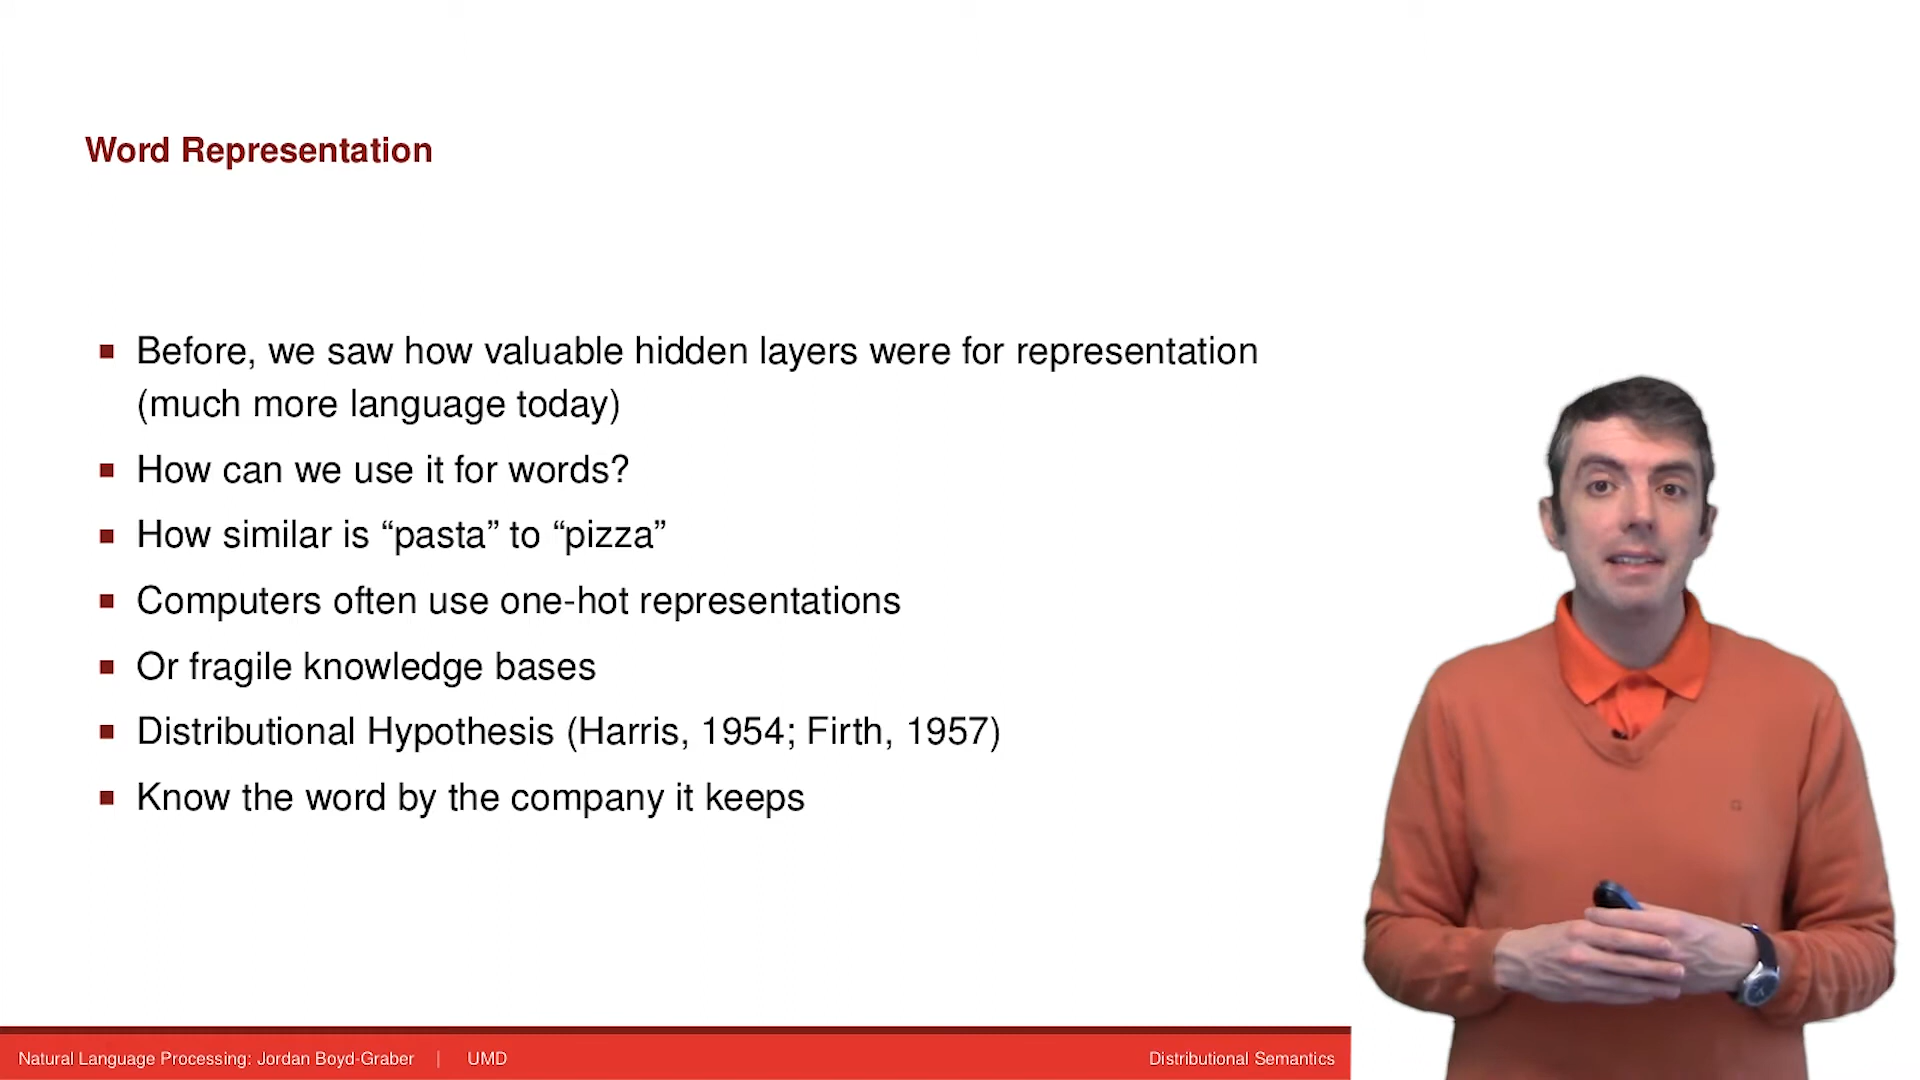 Word Representation
Before, we saw how valuable hidden layers were for representation
(much more language today)
How can we use it for words?
How similar is “pasta” to “pizza”
Computers often use one-hot representations
Or fragile knowledge bases
Distributional Hypothesis (Harris, 1954; Firth, 1957)
Know the word by the company it keeps
Natural Language Processing: Jordan Boyd-Graber | UMD Distributional Semantics